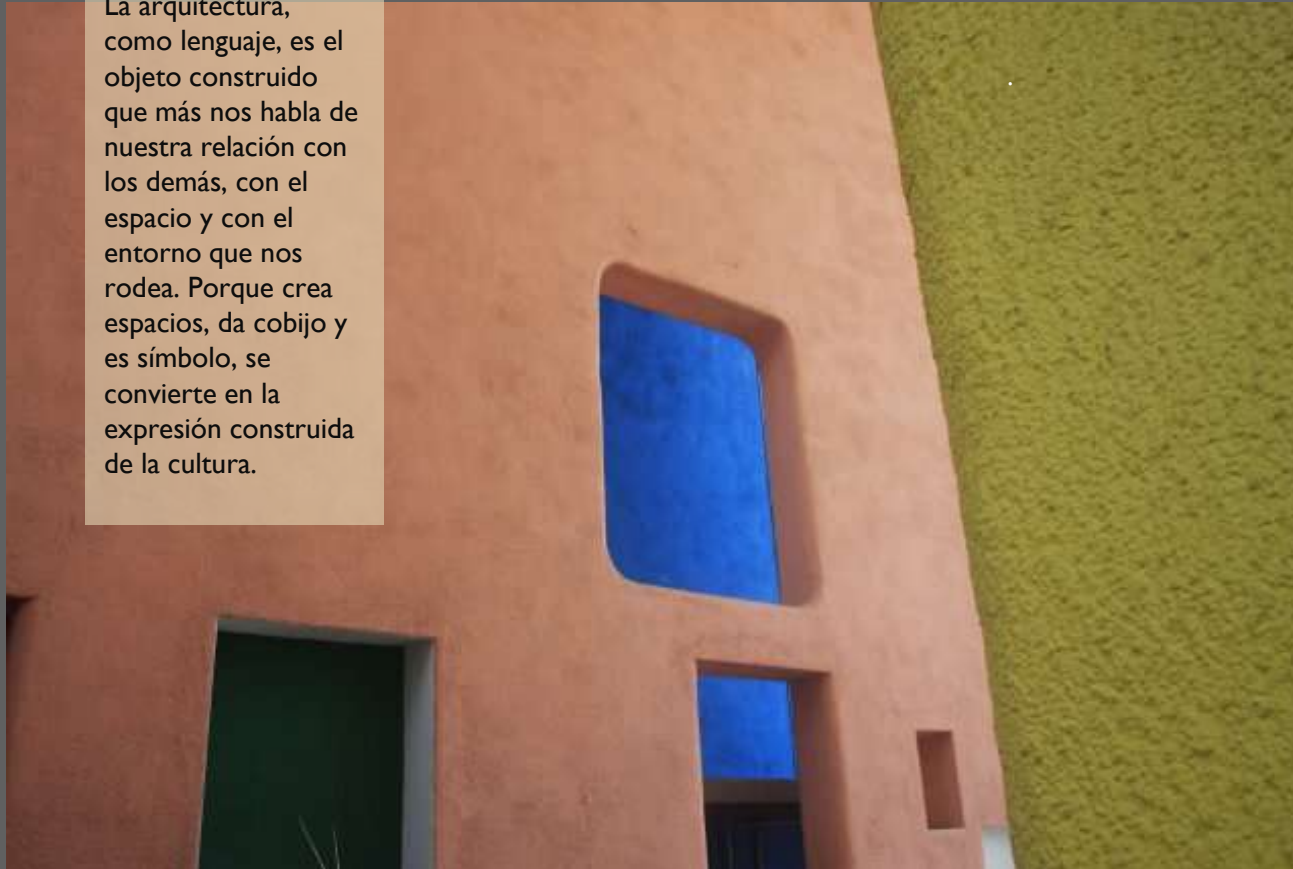 La arquitectura,
como lenguaje, es el
objeto construido
que más nos habla de
nuestra relación con
los demás, con el
espacio y con el
entorno que nos
rodea. Porque crea
espacios, da cobijo y
es símbolo, se
convierte en la
expresión construida
de la cultura.